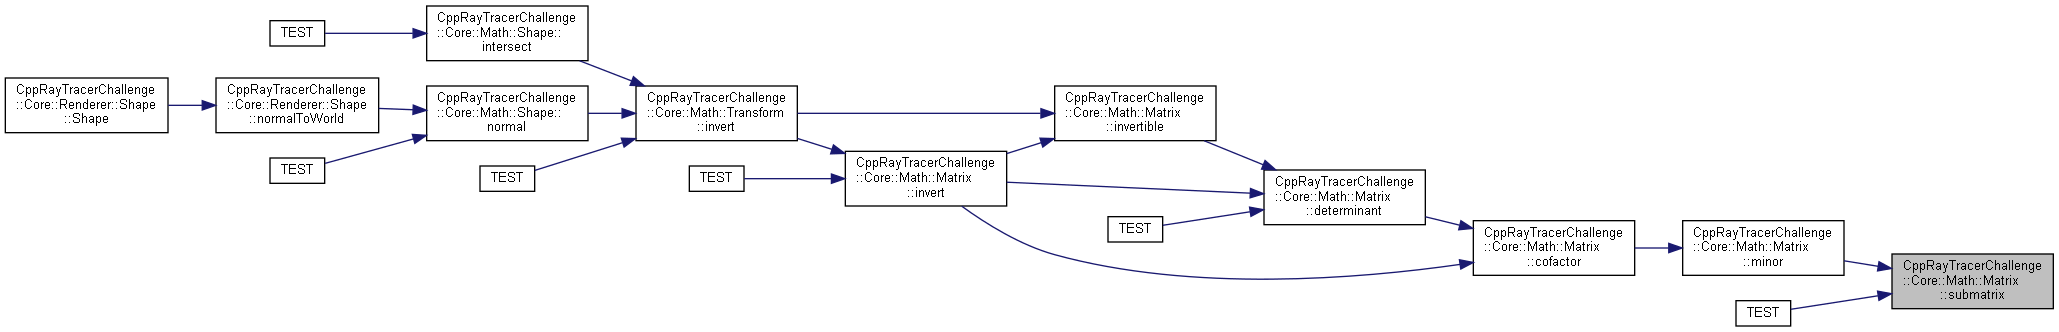 TEST
CppRayTracerChallenge
::Core::Math::Shape::
intersect
CppRayTracerChallenge
::Core::Renderer::Shape
::Shape
CppRayTracerChallenge
::Core::Renderer::Shape
::normalToWorld
CppRayTracerChallenge
::Core::Math::Shape::
normal
TEST
TEST
CppRayTracerChallenge
::Core::Math::Transform
::invert
TEST
CppRayTracerChallenge
::Core::Math::Matrix
::invert
CppRayTracerChallenge
::Core::Math::Matrix
::invertible
TEST
CppRayTracerChallenge
::Core::Math::Matrix
::determinant
CppRayTracerChallenge
::Core::Math::Matrix
::cofactor
CppRayTracerChallenge
::Core::Math::Matrix
::minor
TEST
CppRayTracerChallenge
::Core::Math::Matrix
::submatrix